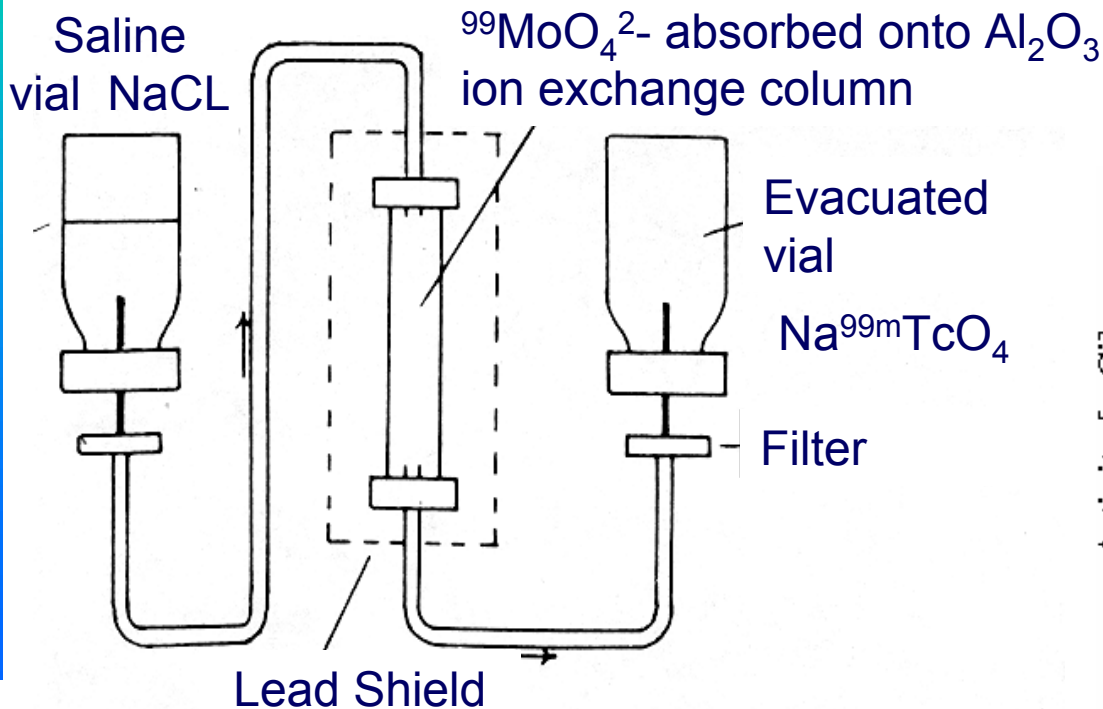 Saline
vial NaCL
⁹⁹MoO₄²- absorbed onto Al₂O₃
ion exchange column
Evacuated
vial
Na⁹⁹ᵐTcO₄
Filter
Lead Shield